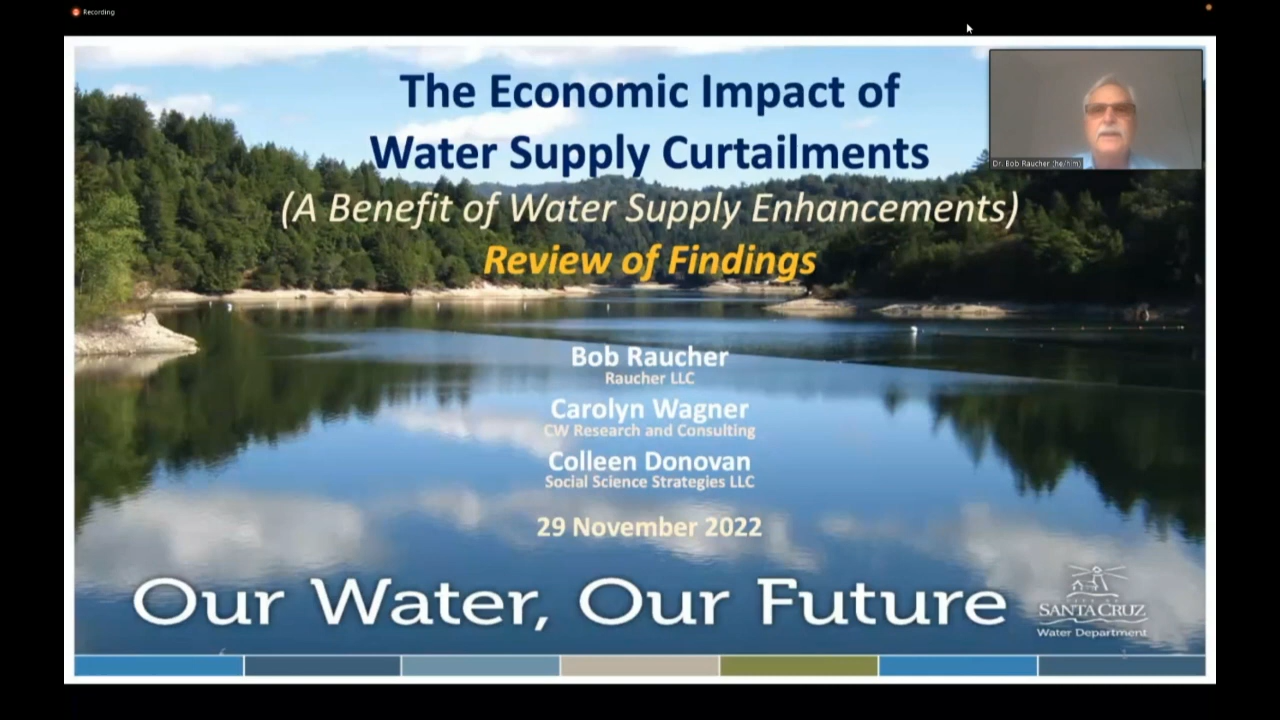 Recording
The Economic Impact of
Water Supply Curtailments
(A Benefit of Water Supply Enhancements)
Review of Findings
Dr. Bob Raucher (he/him)
Bob Raucher
Raucher LLC
Carolyn Wagner
CW Research and Consulting
Colleen Donovan
Social Science Strategies LLC
29 November 2022
Our Water, Our Future
CITY OF
SANTA CRUZ
Water Department